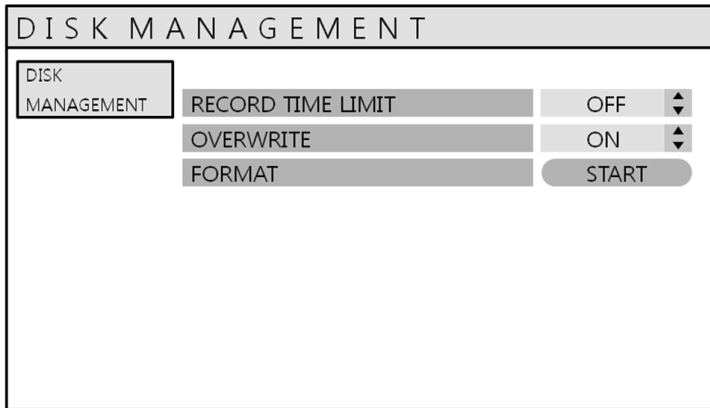 DISK MANAGEMENT
DISK
MANAGEMENT
RECORD TIME LIMIT OFF
OVERWRITE ON
FORMAT START